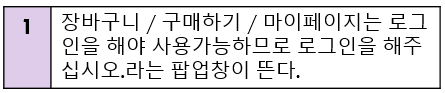 1
장바구니 / 구매하기 / 마이페이지는 로그
인을 해야 사용가능하므로 로그인을 해주
십시오.라는 팝업창이 뜬다.